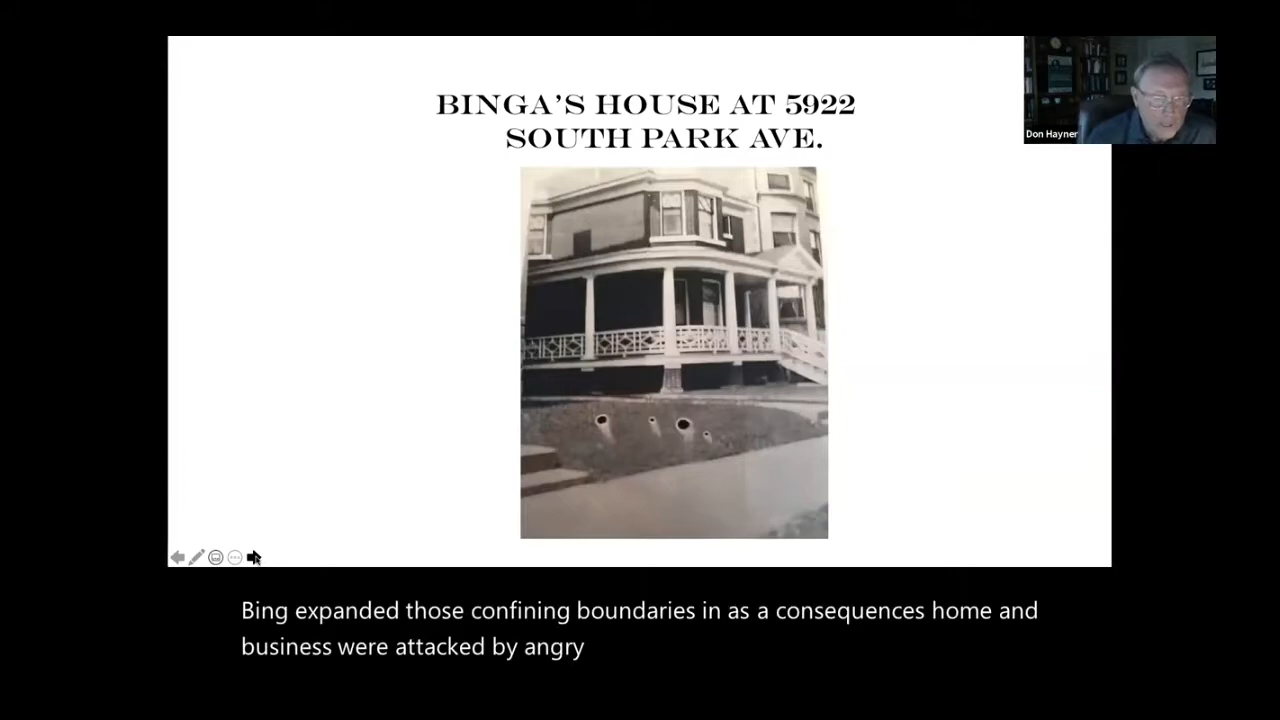 BINGA'S HOUSE AT 5922
SOUTH PARK AVE.
Don Hayner
Bing expanded those confining boundaries in as a consequences home and
business were attacked by angry